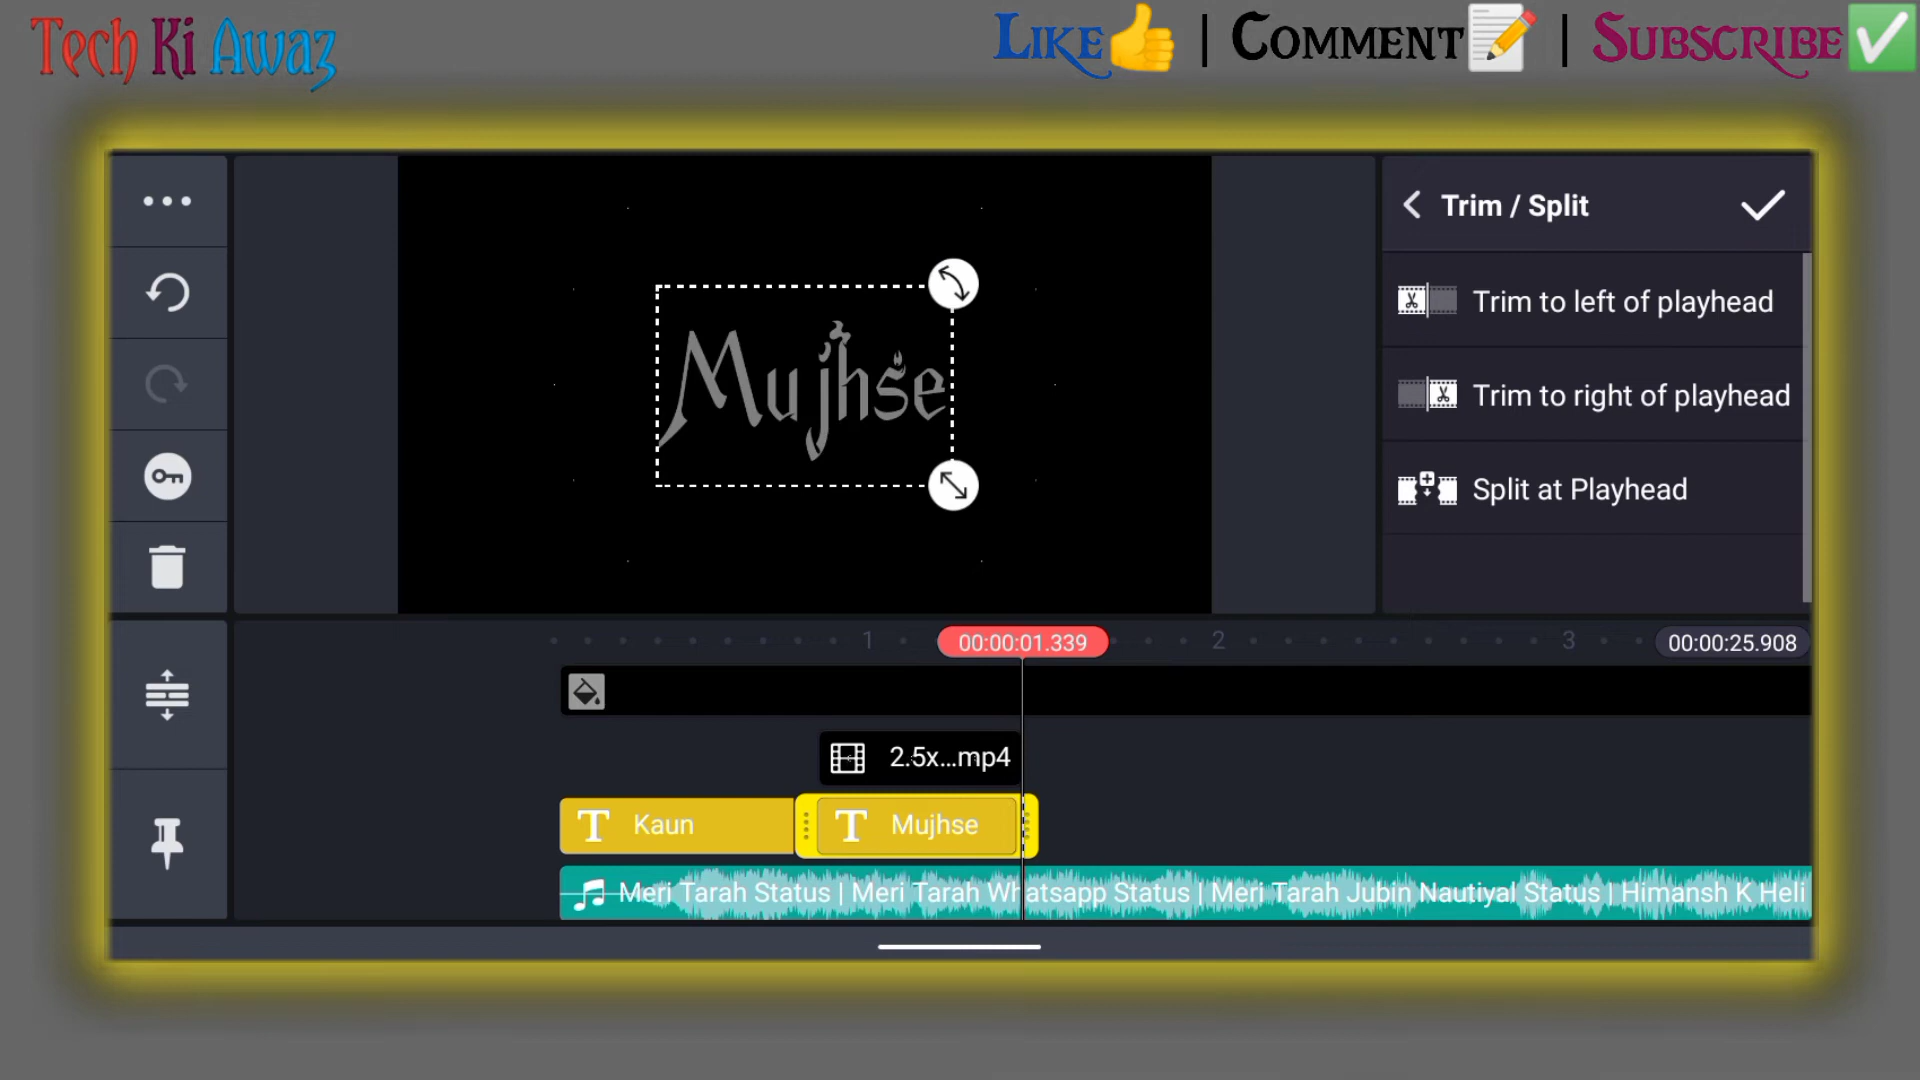 Tech Ki Awaz
LIKE👍 | COMMENT📝 | SUBSCRIBE✅
Trim / Split
Trim to left of playhead
Trim to right of playhead
Split at Playhead
Mujhse
1
00:00:01.339
2
3
00:00:25.908
2.5x...mp4
Kaun
Mujhse
Meri Tarah Status | Meri Tarah Whatsapp Status | Meri Tarah Jubin Nautiyal Status | Himansh K Heli